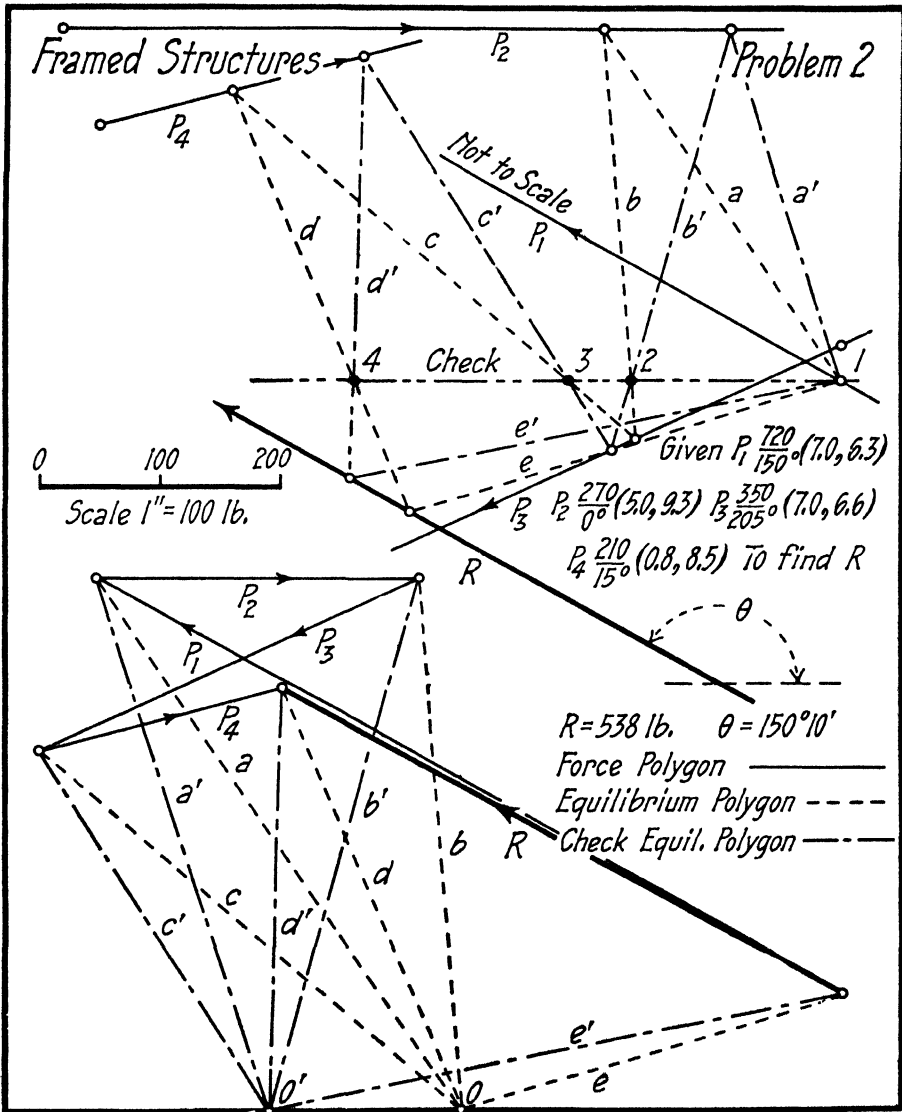 P2
Framed Structures
Problem 2
P4
Not to Scale
P1
a
a'
b
b'
c'
c
d
d'
4
Check
3
2
1
e'
e
Given P1 720/150° (7.0, 6.3)
0 100 200
Scale 1"=100 lb.
P3
P2 270/0° (5.0, 9.3) P3 350/205° (7.0, 6.6)
P4 210/15° (0.8, 8.5) To find R
R
θ
P2
P1
P3
P4
R=538 lb. θ=150°10'
Force Polygon
Equilibrium Polygon
Check Equil. Polygon
a
a'
b'
b
R
c
d
c'
d'
e'
O'
O
e